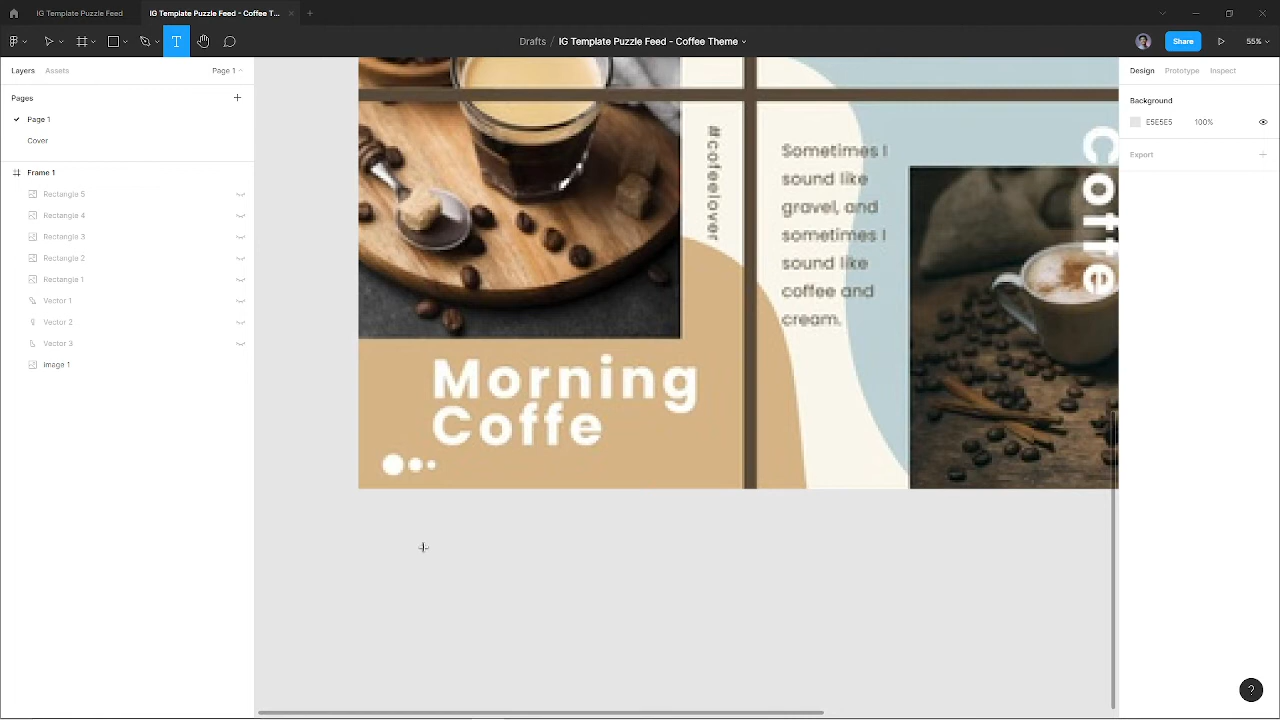 IG Template Puzzle Feed
IG Template Puzzle Feed - Coffee T...
Drafts / IG Template Puzzle Feed - Coffee Theme
Share
55%
Layers
Assets
Page 1
Pages
Page 1
Cover
Frame 1
Rectangle 5
Rectangle 4
Rectangle 3
Rectangle 2
Rectangle 1
Vector 1
Vector 2
Vector 3
image 1
#cofeelover
Sometimes I
sound like
gravel, and
sometimes I
sound like
coffee and
cream.
Coffe
Morning
Coffe
Design
Prototype
Inspect
Background
E5E5E5
100%
Export
?